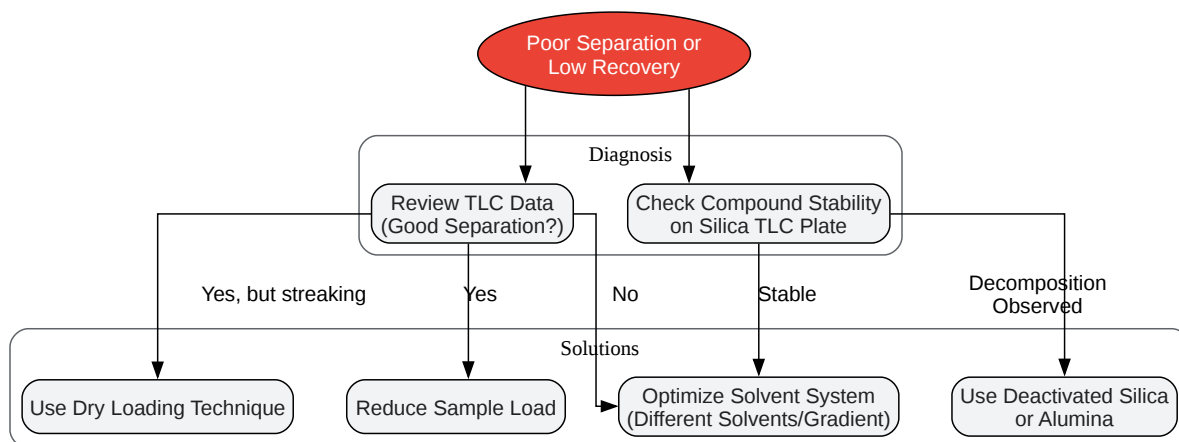 Poor Separation or
Low Recovery
Diagnosis
Review TLC Data
(Good Separation?)
Check Compound Stability
on Silica TLC Plate
Yes, but streaking
Yes
No
Stable
Decomposition
Observed
Solutions
Use Dry Loading Technique
Reduce Sample Load
Optimize Solvent System
(Different Solvents/Gradient)
Use Deactivated Silica
or Alumina